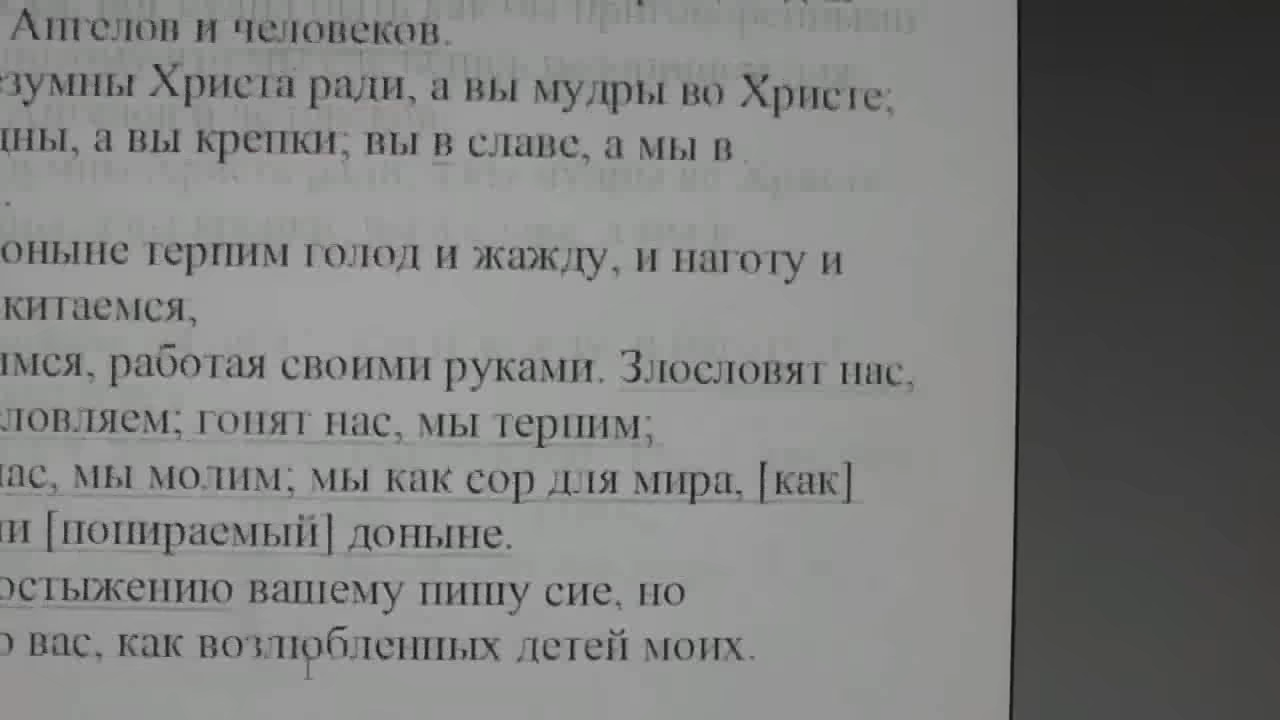 Ангелов и человеков.
зумны Христа ради, а вы мудры во Христе;
ны, а вы крепки; вы в славе, а мы в
оныне терпим голод и жажду, и наготу и
китаемся,
мся, работая своими руками. Злословят нас,
ловляем; гонят нас, мы терпим;
ас, мы молим; мы как сор для мира, [как]
и [попираемый] доныне.
остыжению вашему пишу сие, но
о вас, как возлюбленных детей моих.